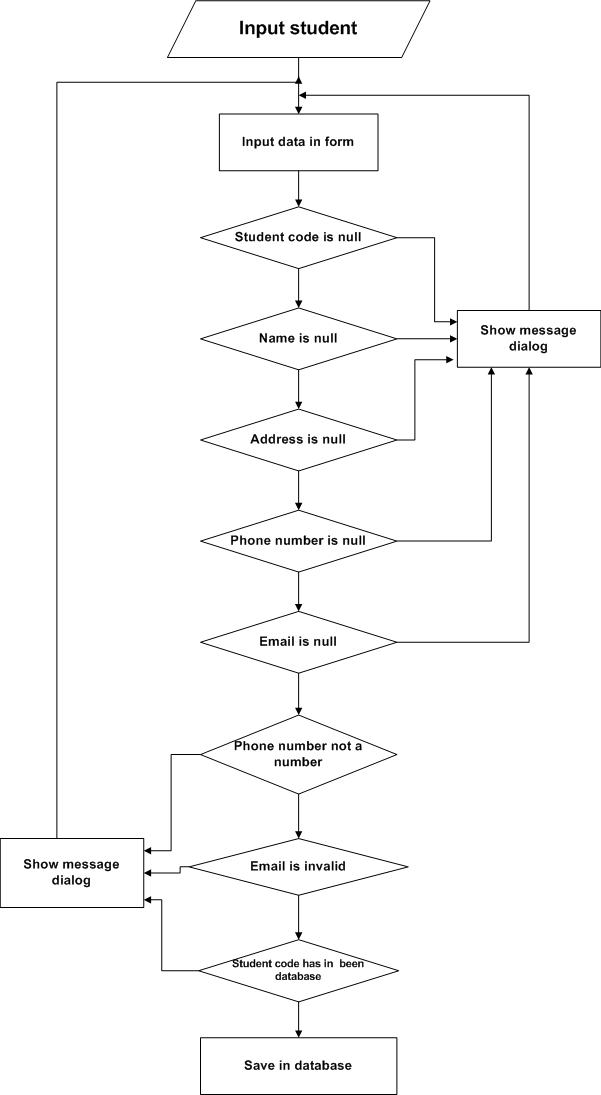 Input student
Input data in form
Student code is null
Name is null
Show message
dialog
Address is null
Phone number is null
Email is null
Phone number not a
number
Show message
dialog
Email is invalid
Student code has in been
database
Save in database